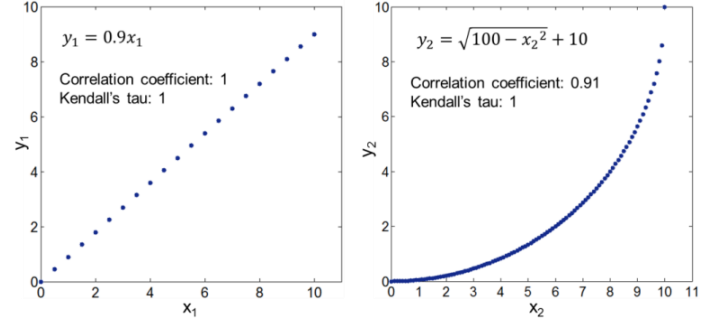 y₁ = 0.9x₁
Correlation coefficient: 1
Kendall's tau: 1
10
8
6
4
2
0
0 2 4 6 8 10
y₁
x₁
y₂ = √(100 − x₂²) + 10
Correlation coefficient: 0.91
Kendall's tau: 1
10
8
6
4
2
0
0 1 2 3 4 5 6 7 8 9 10 11
y₂
x₂